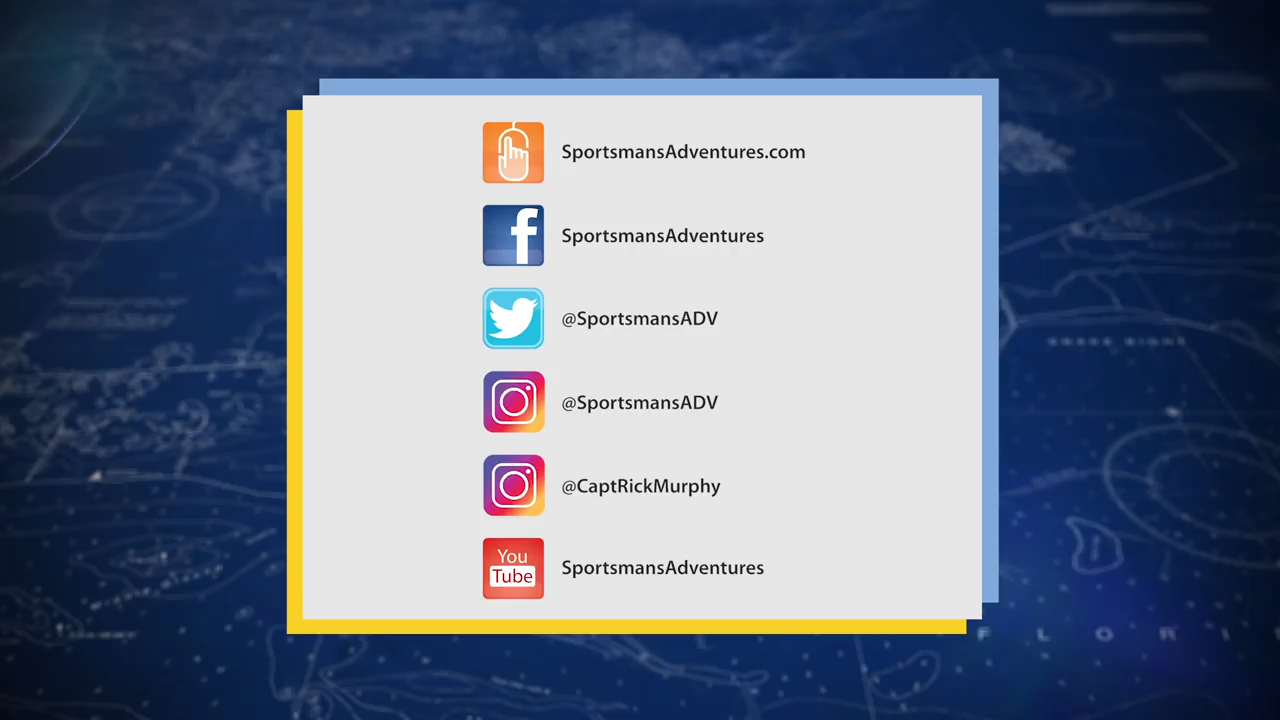 SportsmansAdventures.com
SportsmansAdventures
@SportsmansADV
@SportsmansADV
@CaptRickMurphy
You
Tube
SportsmansAdventures
F L O R I